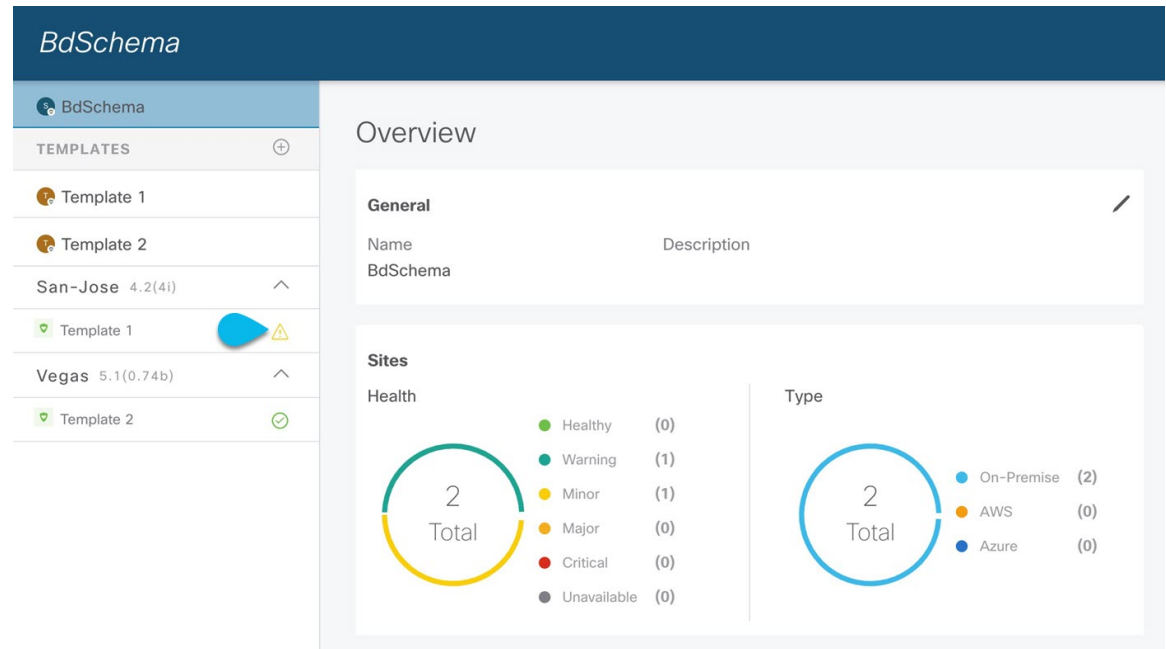 BdSchema
BdSchema
TEMPLATES
Template 1
Template 2
San-Jose 4.2(4i)
Template 1
Vegas 5.1(0.74b)
Template 2
Overview
General
Name Description
BdSchema
Sites
Health
2
Total
Healthy (0)
Warning (1)
Minor (1)
Major (0)
Critical (0)
Unavailable (0)
Type
2
Total
On-Premise (2)
AWS (0)
Azure (0)